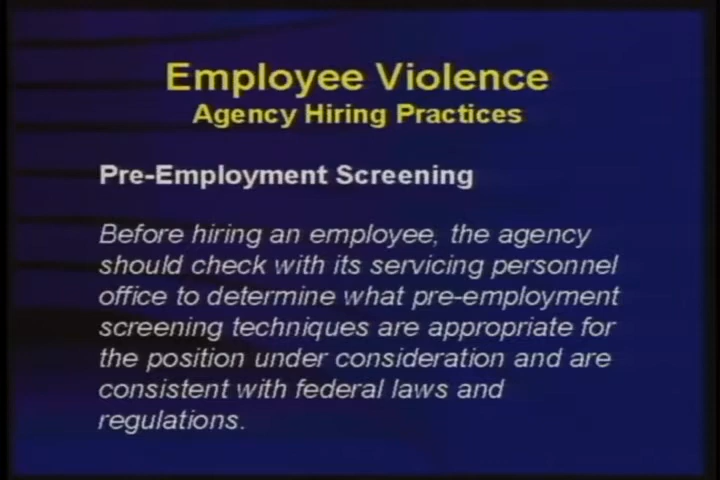 Employee Violence
Agency Hiring Practices
Pre-Employment Screening
Before hiring an employee, the agency
should check with its servicing personnel
office to determine what pre-employment
screening techniques are appropriate for
the position under consideration and are
consistent with federal laws and
regulations.